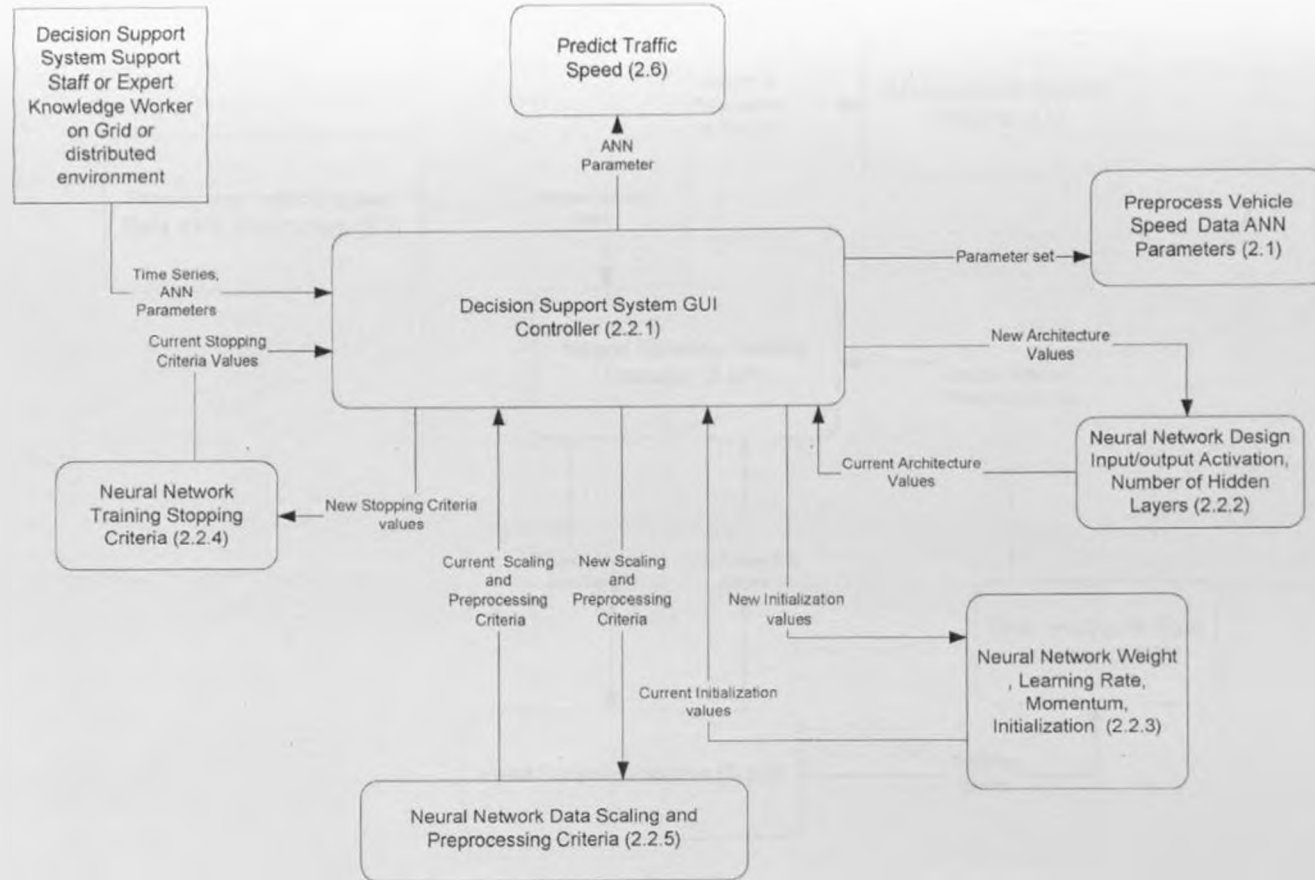 Decision Support
System Support
Staff or Expert
Knowledge Worker
on Grid or
distributed
environment
Predict Traffic
Speed (2.6)
ANN
Parameter
Preprocess Vehicle
Speed Data ANN
Parameters (2.1)
Parameter set
Time Series,
ANN
Parameters
Decision Support System GUI
Controller (2.2.1)
Current Stopping
Criteria Values
New Architecture
Values
Neural Network Design
Input/output Activation,
Number of Hidden
Layers (2.2.2)
Current Architecture
Values
Neural Network
Training Stopping
Criteria (2.2.4)
New Stopping Criteria
values
Current Scaling
and
Preprocessing
Criteria
New Scaling
and
Preprocessing
Criteria
New Initialization
values
Neural Network Weight
, Learning Rate,
Momentum,
Initialization (2.2.3)
Current Initialization
values
Neural Network Data Scaling and
Preprocessing Criteria (2.2.5)